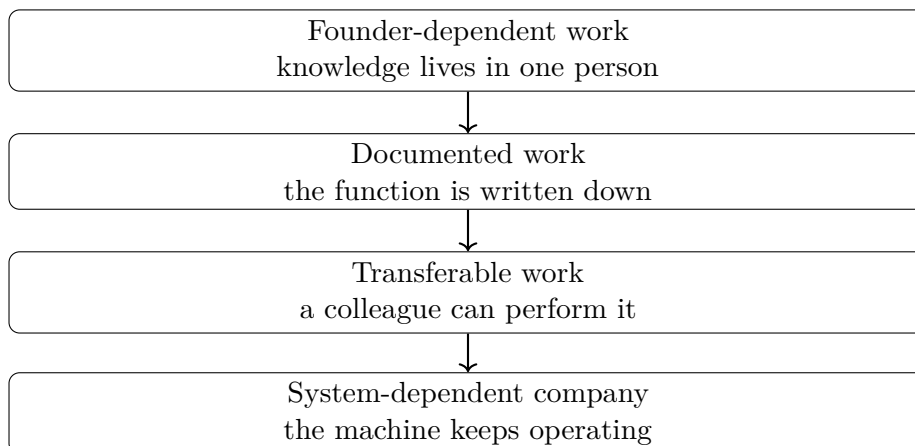 Founder-dependent work
knowledge lives in one person
Documented work
the function is written down
Transferable work
a colleague can perform it
System-dependent company
the machine keeps operating